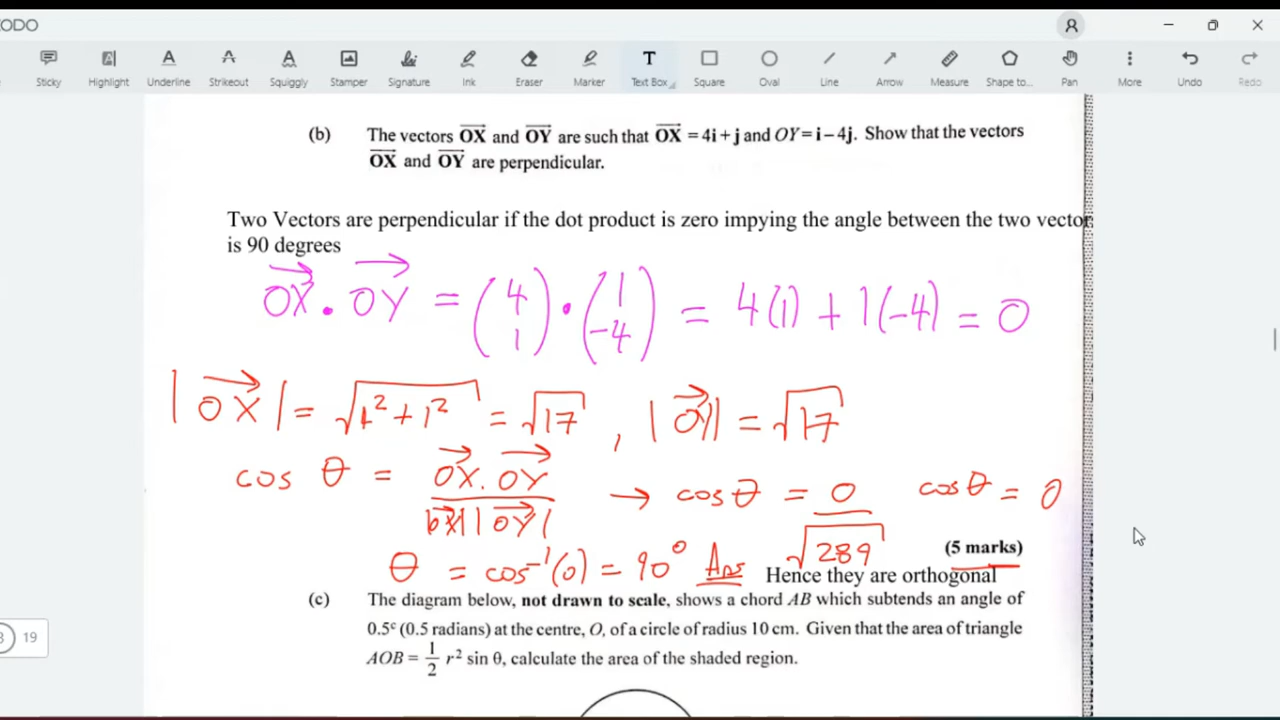 ODO
Sticky Highlight Underline Strikeout Squiggly Stamper Signature Ink Eraser Marker Text Box Square Oval Line Arrow Measure Shape to... Pan More Undo Redo
(b) The vectors OX and OY are such that OX = 4i + j and OY = i – 4j. Show that the vectors
OX and OY are perpendicular.
Two Vectors are perpendicular if the dot product is zero impying the angle between the two vector
is 90 degrees
OX . OY = (4 1) · (1 -4) = 4(1) + 1(-4) = 0
|OX| = √4² + 1² = √17 , |OY| = √17
cos θ = OX . OY / |OX| |OY| → cos θ = 0 / √289 cos θ = 0
(5 marks)
θ = cos⁻¹(0) = 90° Ans Hence they are orthogonal
(c) The diagram below, not drawn to scale, shows a chord AB which subtends an angle of
0.5ᶜ (0.5 radians) at the centre, O, of a circle of radius 10 cm. Given that the area of triangle
AOB = 1/2 r² sin θ, calculate the area of the shaded region.
19